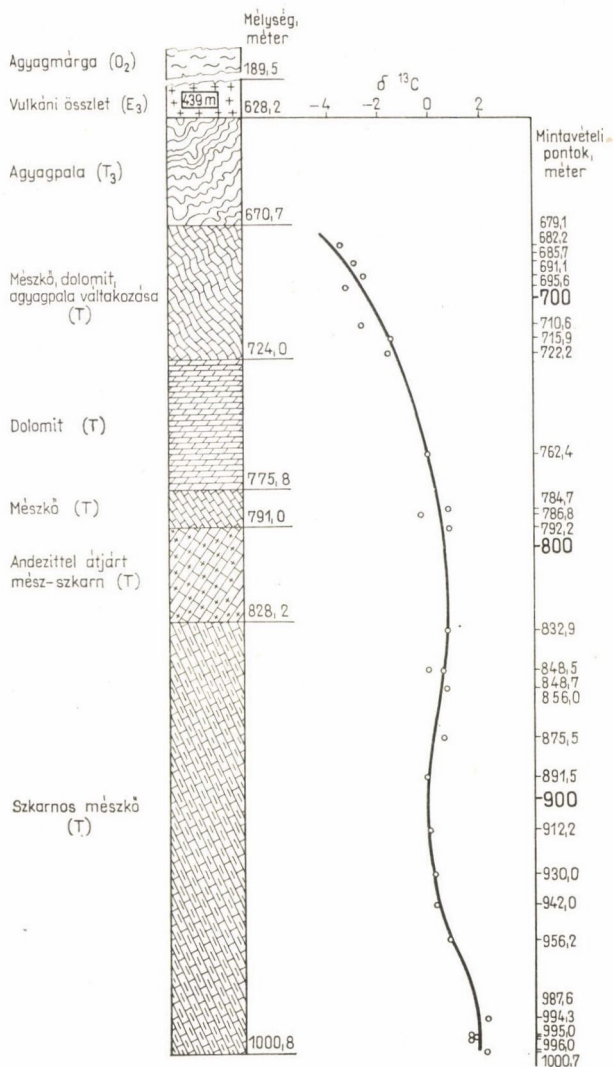 Mélység,
méter
Agyagmárga (O₂)
189,5
Vulkáni összlet (E₃)
439 m
628,2
Agyagpala (T₃)
670,7
Mészkő, dolomit,
agyagpala váltakozása
(T)
724,0
Dolomit (T)
775,8
Mészkő (T)
791,0
Andezittel átjárt
mész-szkarn (T)
828,2
Szkarnos mészkő
(T)
1000,8
δ ¹³C
−4 −2 0 2
Mintavételi
pontok,
méter
679,1
682,2
685,7
691,1
695,6
700
710,6
715,9
722,2
762,4
784,7
786,8
792,2
800
832,9
848,5
848,7
856,0
875,5
891,5
900
912,2
930,0
942,0
956,2
987,6
994,3
995,0
996,0
1000,7